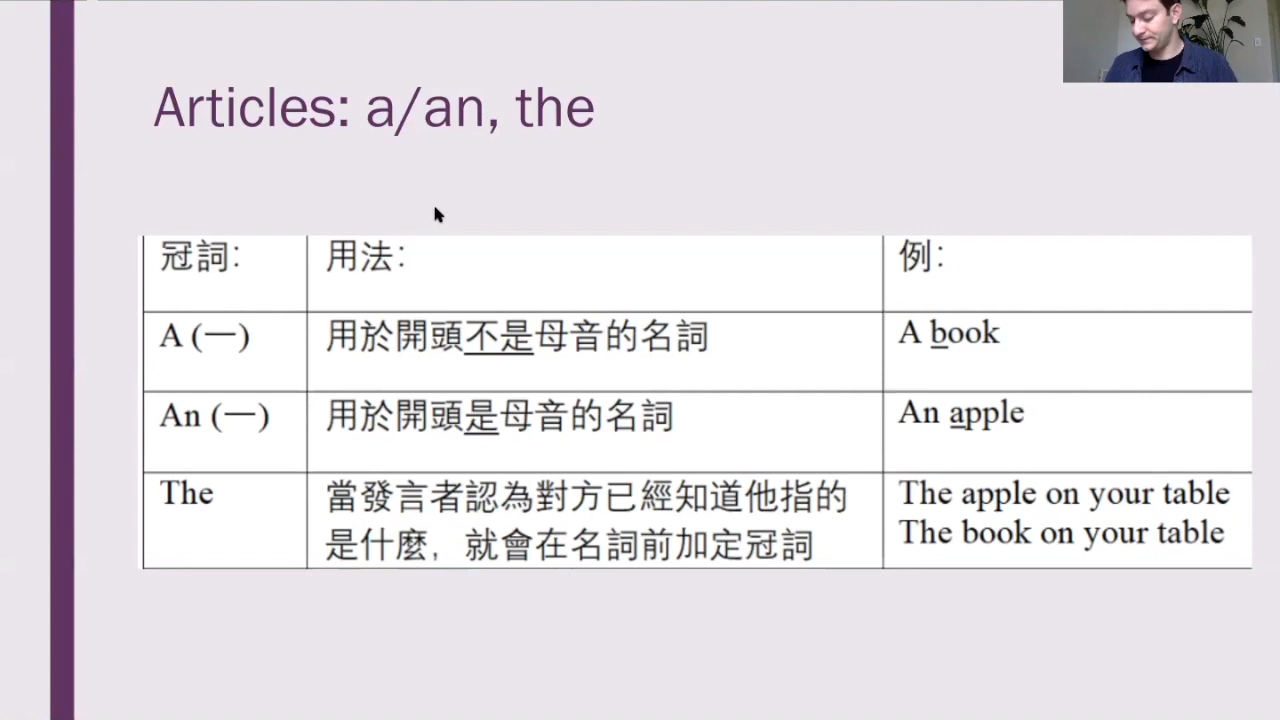 Articles: a/an, the
冠詞: 用法: 例:
A (一) 用於開頭不是母音的名詞 A book
An (一) 用於開頭是母音的名詞 An apple
The 當發言者認為對方已經知道他指的 The apple on your table
是什麼，就會在名詞前加定冠詞 The book on your table